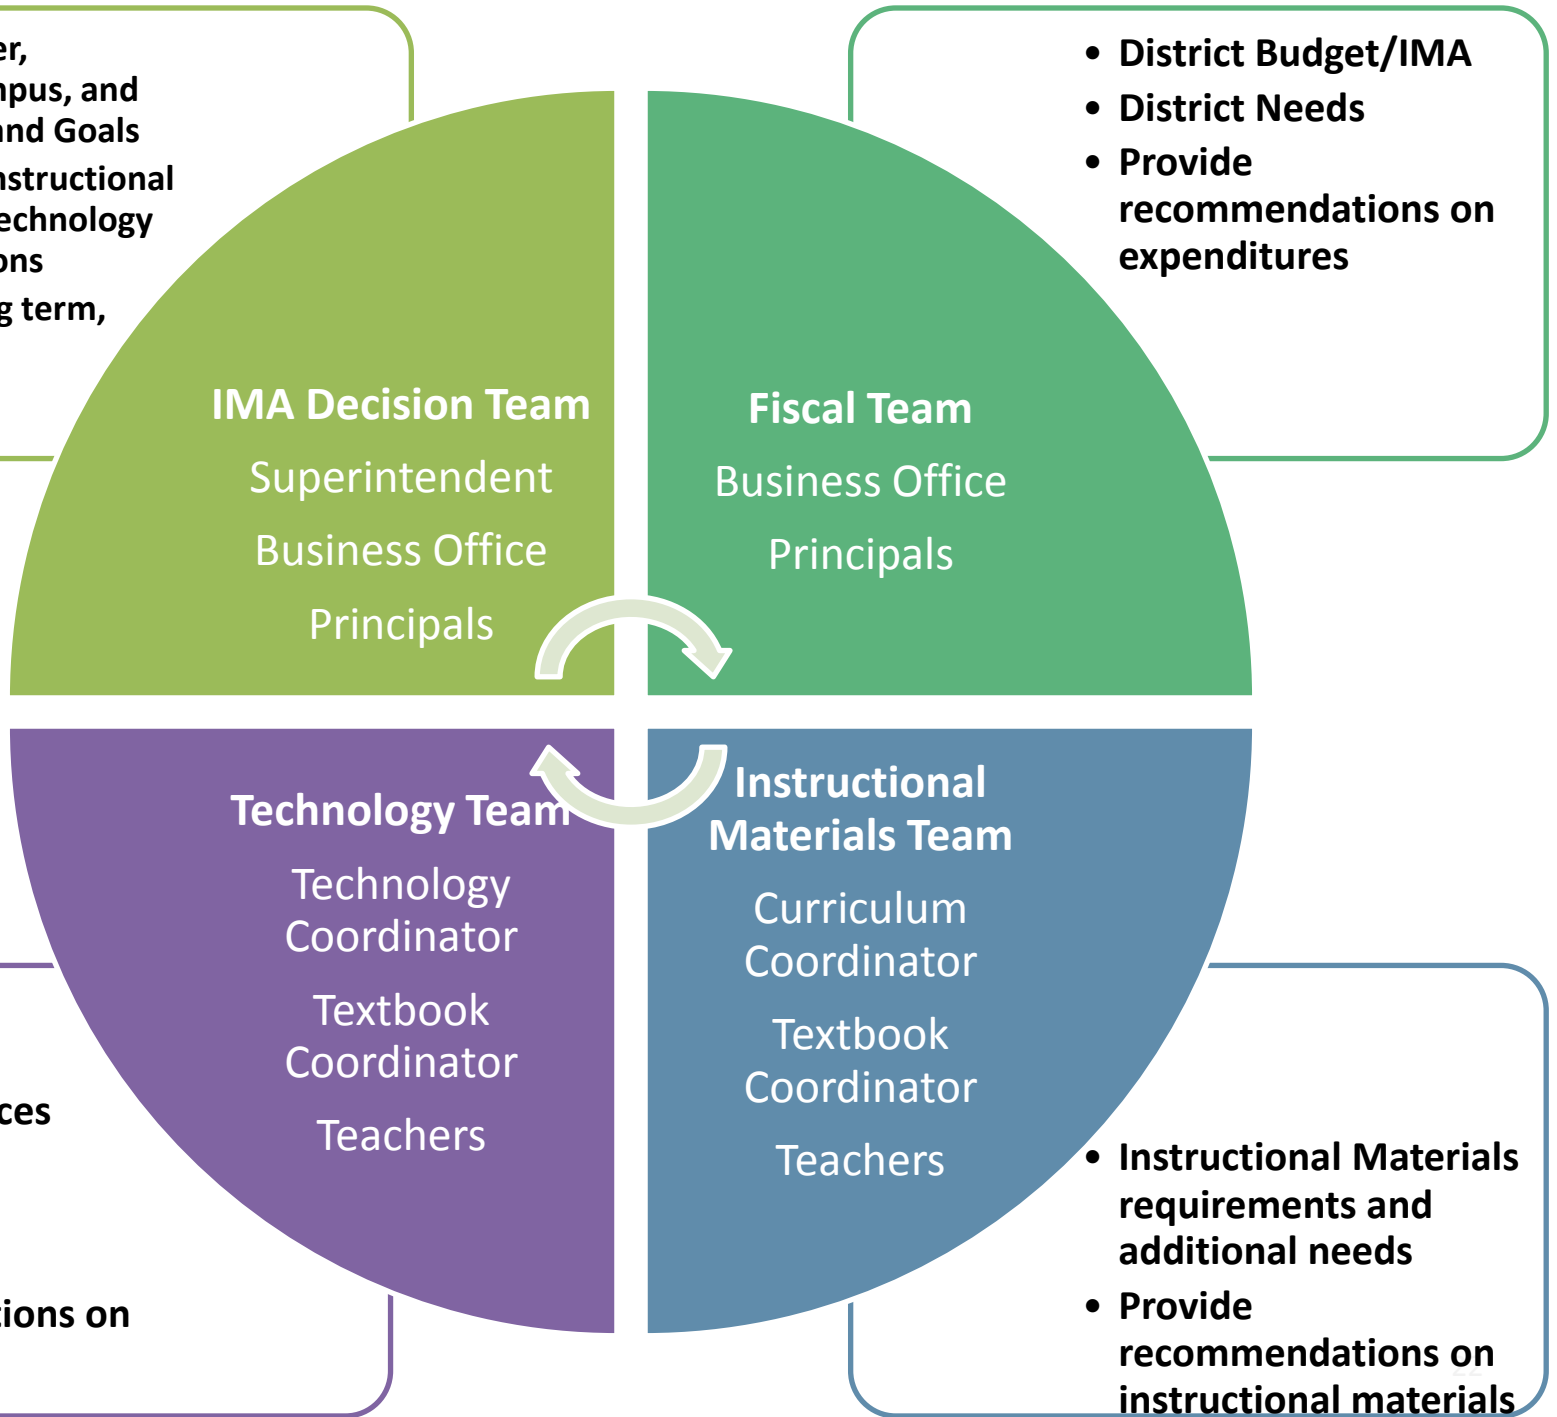 er,
mpus, and
and Goals
nstructional
echnology
ons
g term,
• District Budget/IMA
• District Needs
• Provide
recommendations on
expenditures
IMA Decision Team
Superintendent
Business Office
Principals
Fiscal Team
Business Office
Principals
Technology Team
Technology
Coordinator
Textbook
Coordinator
Teachers
Instructional
Materials Team
Curriculum
Coordinator
Textbook
Coordinator
Teachers
ces
tions on
• Instructional Materials
requirements and
additional needs
• Provide
recommendations on
instructional materials
22